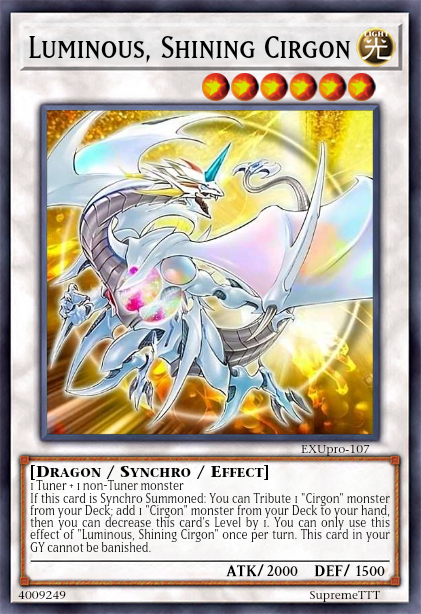 LUMINOUS, SHINING CIRGON
LIGHT
光
EXUpro-107
[DRAGON / SYNCHRO / EFFECT]
1 Tuner + 1 non-Tuner monster
If this card is Synchro Summoned: You can Tribute 1 "Cirgon" monster
from your Deck; add 1 "Cirgon" monster from your Deck to your hand,
then you can decrease this card's Level by 1. You can only use this
effect of "Luminous, Shining Cirgon" once per turn. This card in your
GY cannot be banished.
ATK/ 2000 DEF/ 1500
4009249 SupremeTTT